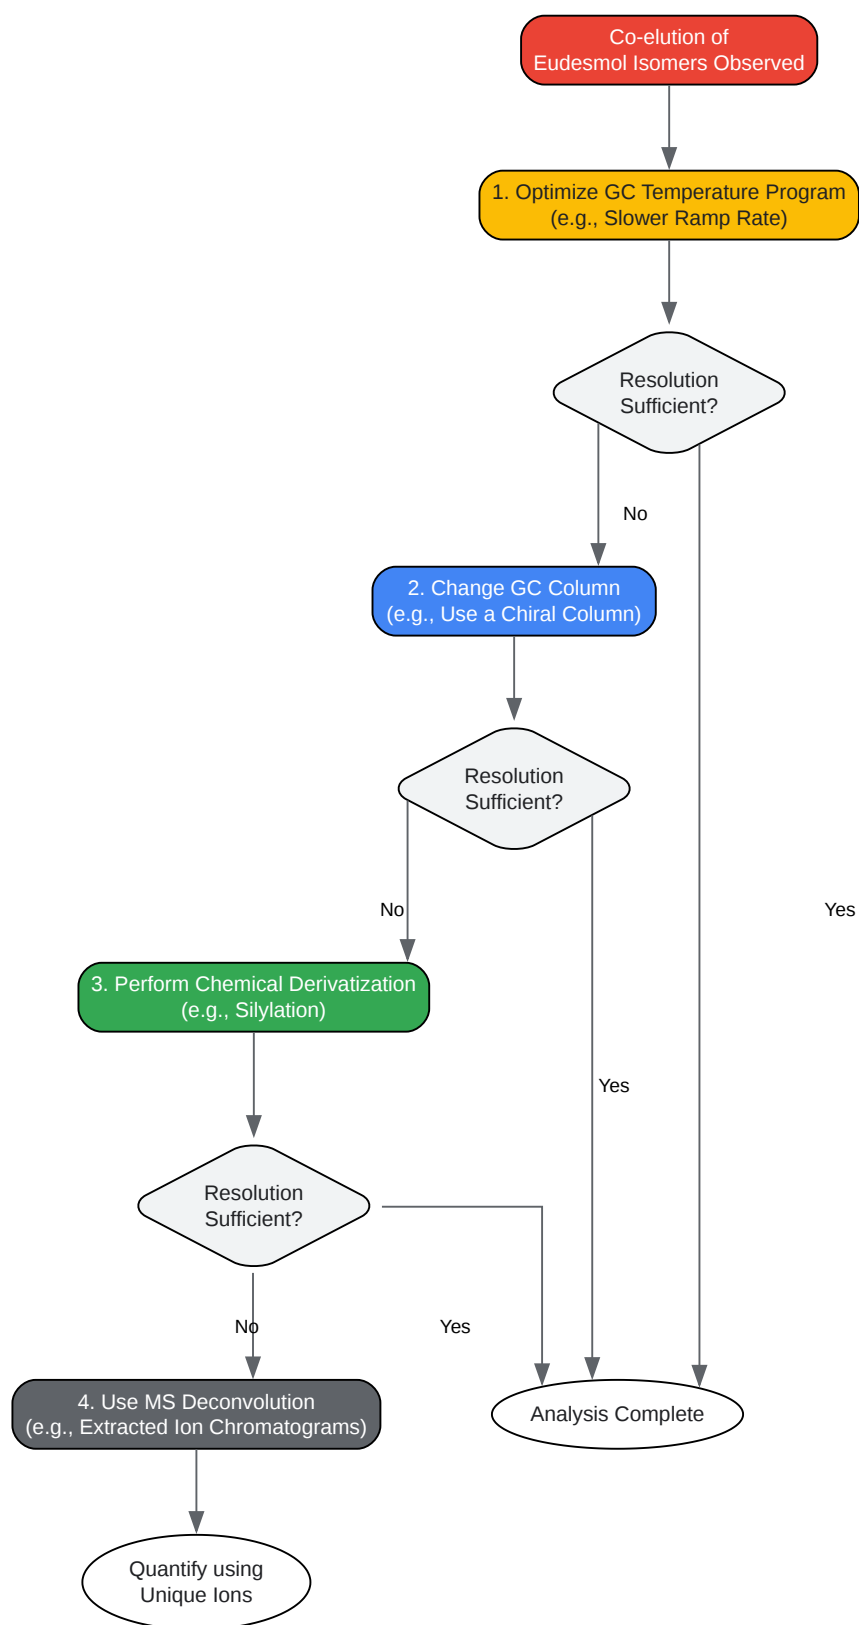 Co-elution of
Eudesmol Isomers Observed
1. Optimize GC Temperature Program
(e.g., Slower Ramp Rate)
Resolution
Sufficient?
No
2. Change GC Column
(e.g., Use a Chiral Column)
Resolution
Sufficient?
No
Yes
3. Perform Chemical Derivatization
(e.g., Silylation)
Yes
Resolution
Sufficient?
No
Yes
4. Use MS Deconvolution
(e.g., Extracted Ion Chromatograms)
Analysis Complete
Quantify using
Unique Ions